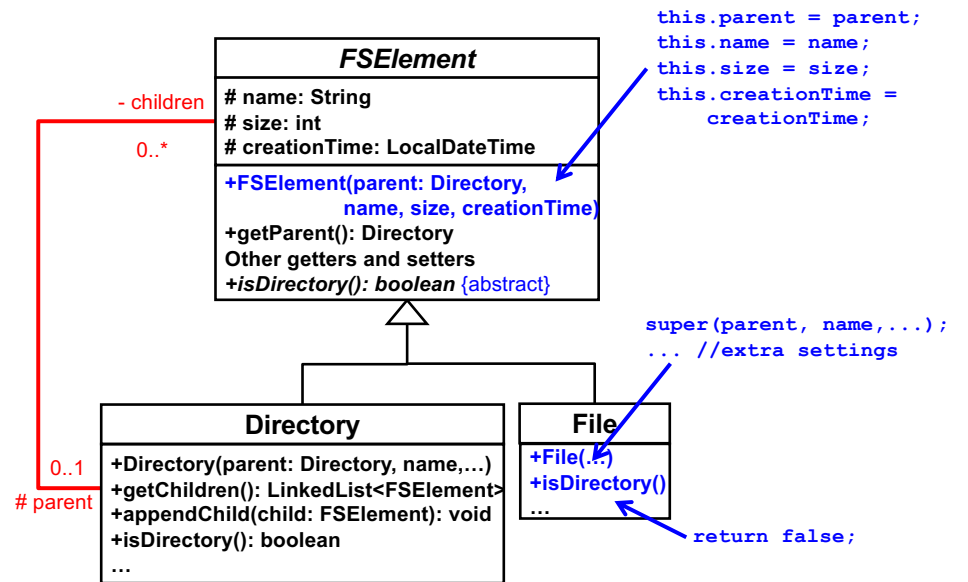 this.parent = parent;
this.name = name;
this.size = size;
this.creationTime =
creationTime;
FSElement
# name: String
# size: int
# creationTime: LocalDateTime
- children
0..*
+FSElement(parent: Directory,
name, size, creationTime)
+getParent(): Directory
Other getters and setters
+isDirectory(): boolean {abstract}
super(parent, name,...);
... //extra settings
Directory
+Directory(parent: Directory, name,…)
+getChildren(): LinkedList<FSElement>
+appendChild(child: FSElement): void
+isDirectory(): boolean
…
0..1
# parent
File
+File(…)
+isDirectory()
…
return false;